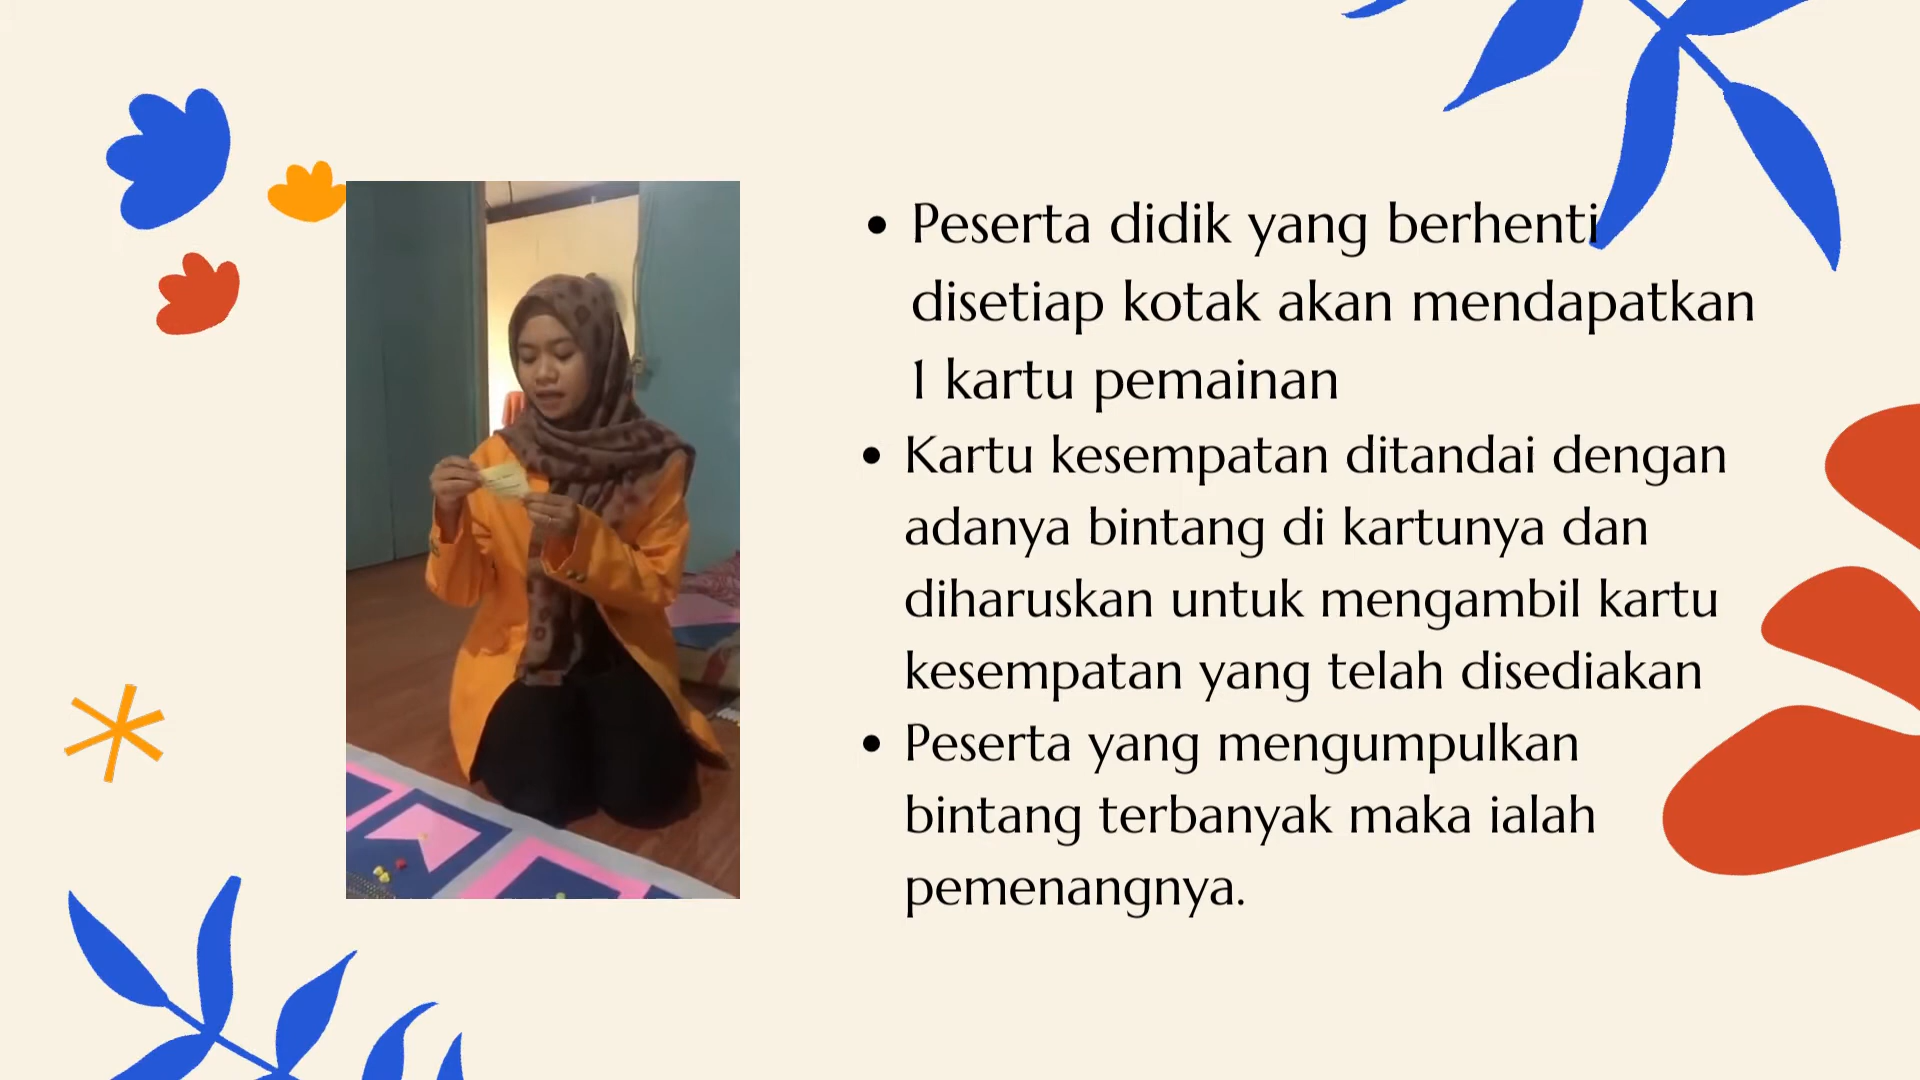 • Peserta didik yang berhenti
disetiap kotak akan mendapatkan
1 kartu pemainan
• Kartu kesempatan ditandai dengan
adanya bintang di kartunya dan
diharuskan untuk mengambil kartu
kesempatan yang telah disediakan
• Peserta yang mengumpulkan
bintang terbanyak maka ialah
pemenangnya.